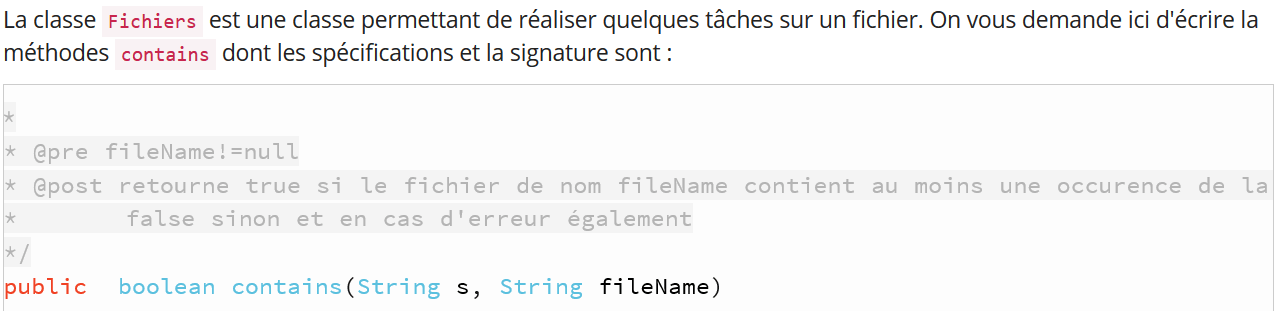 La classe Fichiers est une classe permettant de réaliser quelques tâches sur un fichier. On vous demande ici d'écrire la
méthodes contains dont les spécifications et la signature sont :
*
* @pre fileName!=null
* @post retourne true si le fichier de nom fileName contient au moins une occurence de la
* false sinon et en cas d'erreur également
*/
public boolean contains(String s, String fileName)